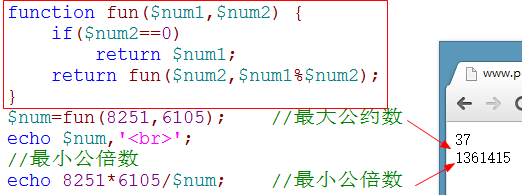 function fun($num1,$num2) {
if($num2==0)
return $num1;
return fun($num2,$num1%$num2);
}
$num=fun(8251,6105); //最大公约数
echo $num,'<br>';
//最小公倍数
echo 8251*6105/$num; //最小公倍数
www.p
37
1361415